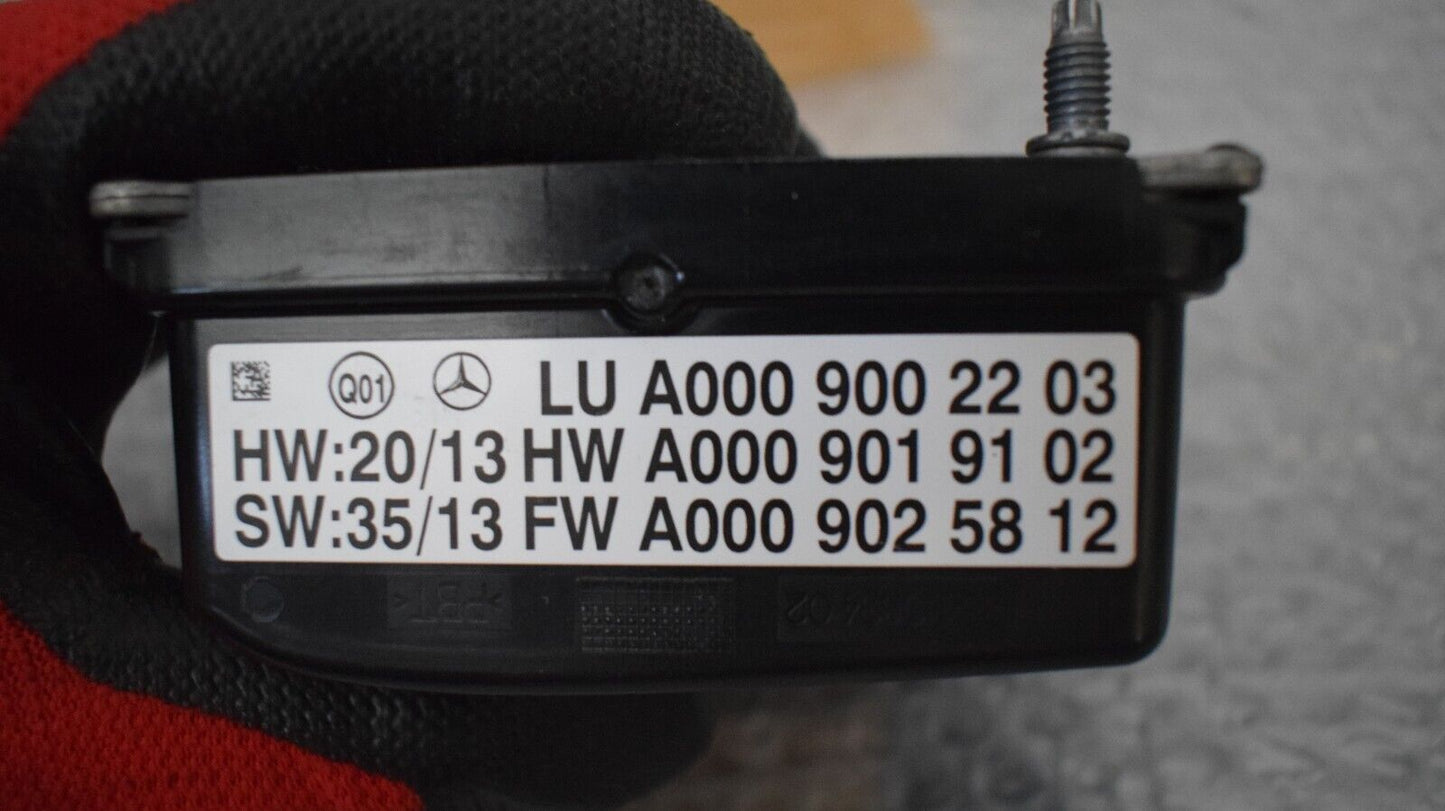 Q01 LU A000 900 22 03
HW:20/13 HW A000 901 91 02
SW:35/13 FW A000 902 58 12
>PBT<